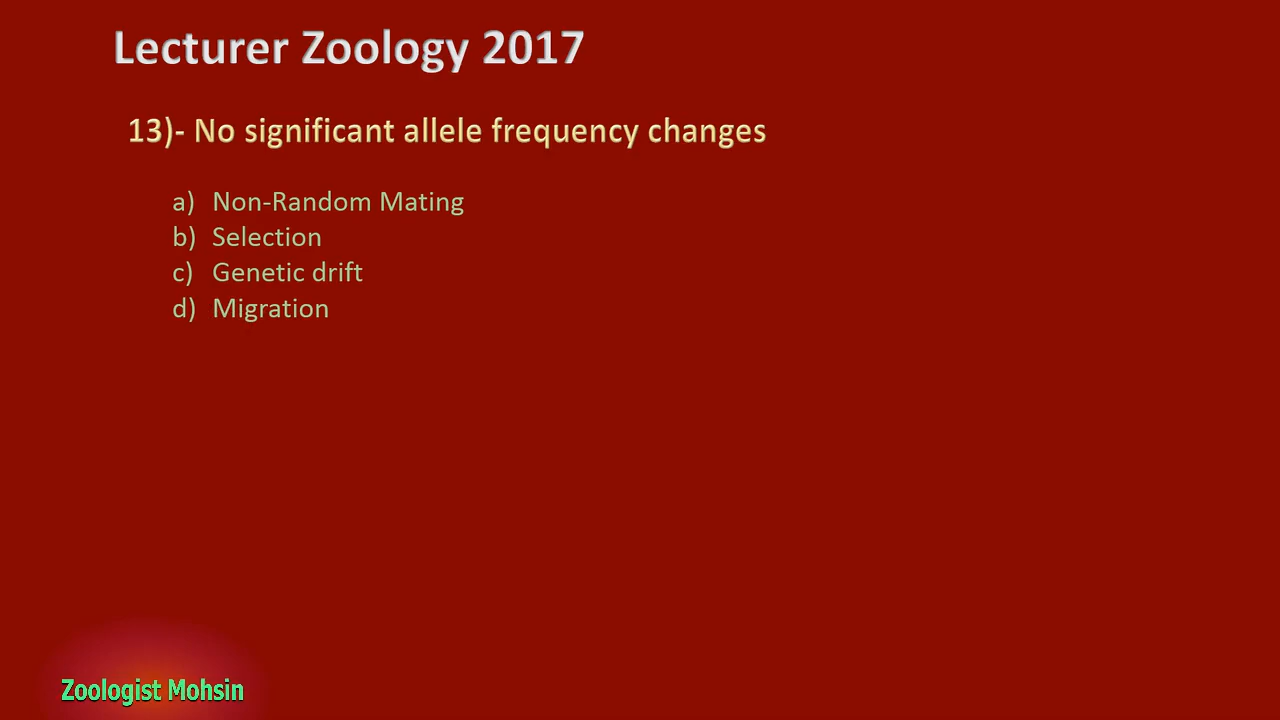 Lecturer Zoology 2017
13)- No significant allele frequency changes
a) Non-Random Mating
b) Selection
c) Genetic drift
d) Migration
Zoologist Mohsin